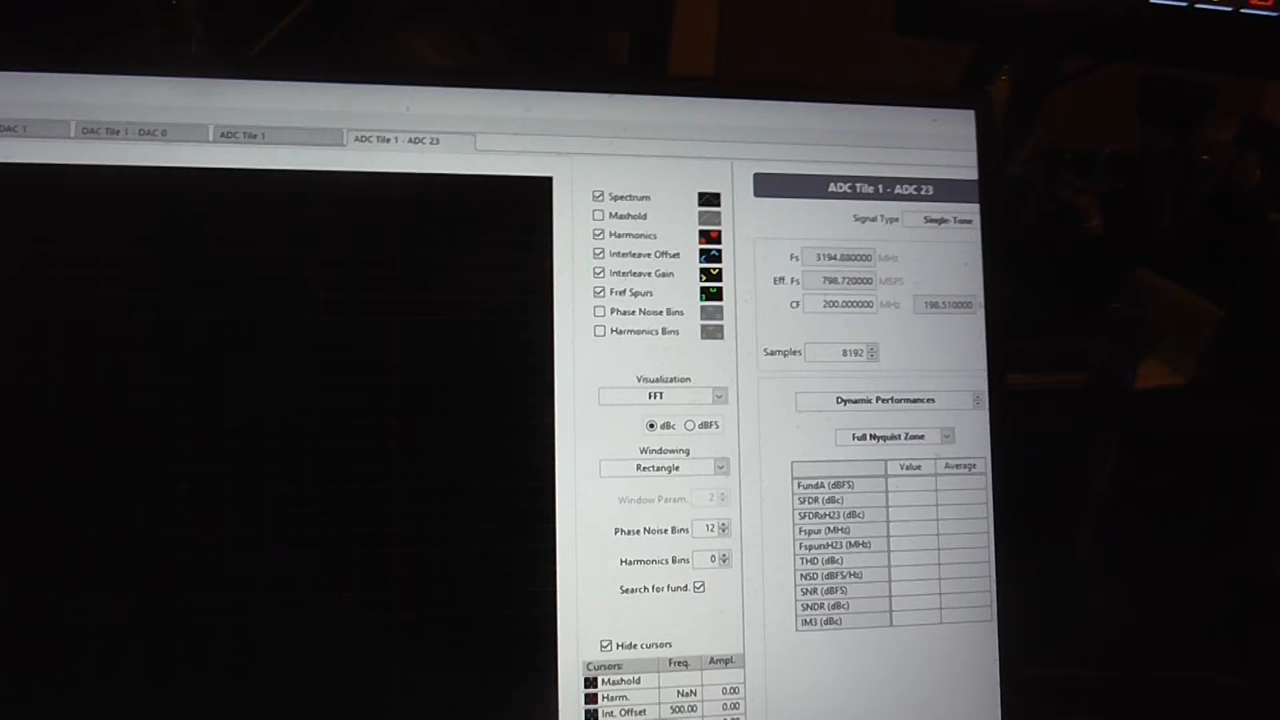 DAC 1
DAC Tile 1 - DAC 0
ADC Tile 1
ADC Tile 1 - ADC 23
Spectrum
Maxhold
Harmonics
Interleave Offset
Interleave Gain
Fref Spurs
Phase Noise Bins
Harmonics Bins
Visualization
FFT
dBc dBFS
Windowing
Rectangle
Window Param. 2
Phase Noise Bins 12
Harmonics Bins 0
Search for fund.
Hide cursors
Cursors: Freq. Ampl.
Maxhold
Harm. NaN 0.00
Int. Offset 500.00 0.00
ADC Tile 1 - ADC 23
Signal Type Single-Tone
Fs 3194.880000 MHz
Eff. Fs 798.720000 MSPS
CF 200.000000 MHz 198.510000
Samples 8192
Dynamic Performances
Full Nyquist Zone
Value Average
FundA (dBFS)
SFDR (dBc)
SFDRxH23 (dBc)
Fspur (MHz)
FspurxH23 (MHz)
THD (dBc)
NSD (dBFS/Hz)
SNR (dBFS)
SNDR (dBc)
IM3 (dBc)